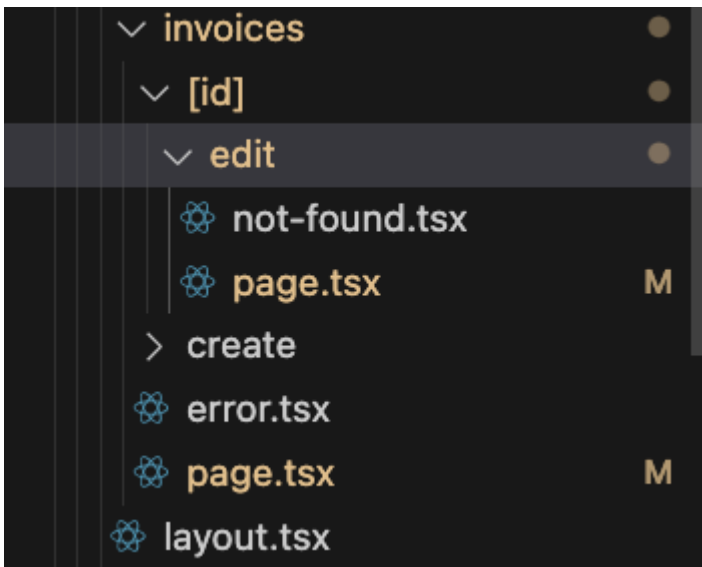 invoices
[id]
edit
not-found.tsx
page.tsx M
create
error.tsx
page.tsx M
layout.tsx